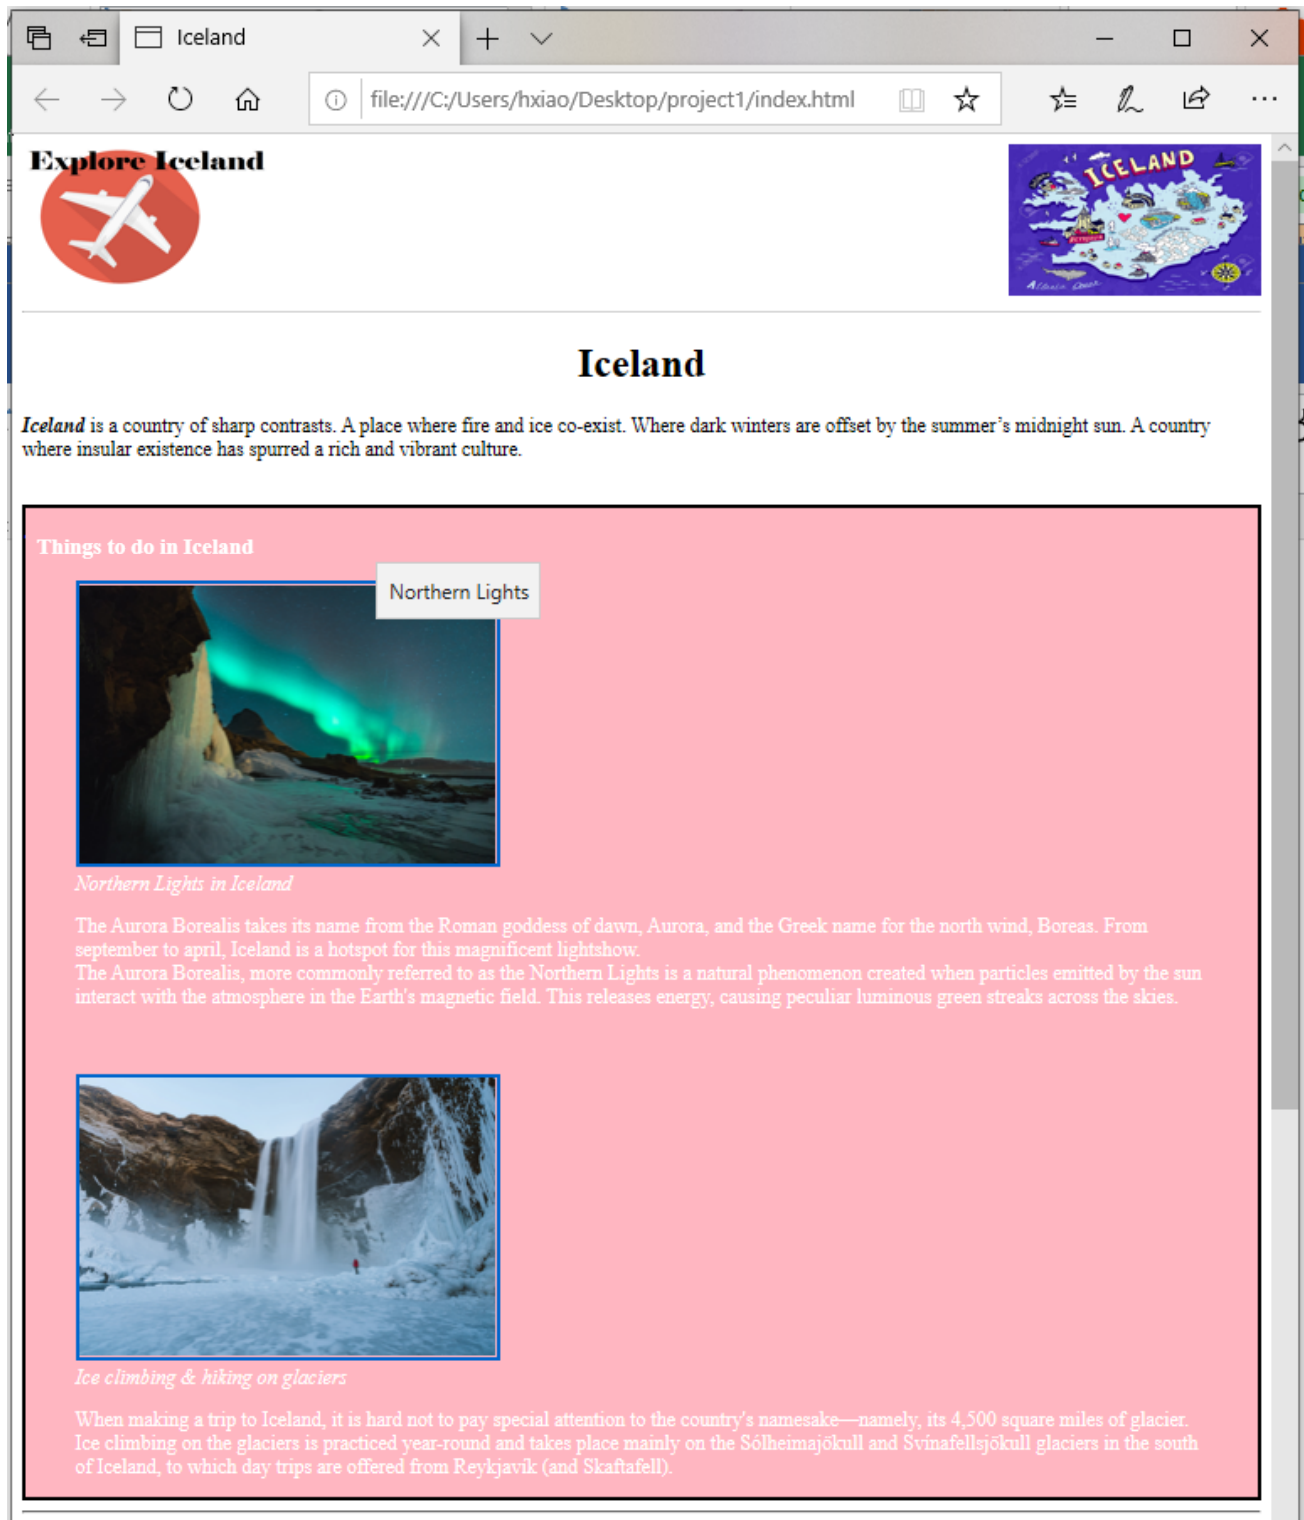 Iceland
file:///C:/Users/hxiao/Desktop/project1/index.html
Explore Iceland
ICELAND
Iceland
Iceland is a country of sharp contrasts. A place where fire and ice co-exist. Where dark winters are offset by the summer’s midnight sun. A country
where insular existence has spurred a rich and vibrant culture.
Things to do in Iceland
Northern Lights
Northern Lights in Iceland
The Aurora Borealis takes its name from the Roman goddess of dawn, Aurora, and the Greek name for the north wind, Boreas. From
september to april, Iceland is a hotspot for this magnificent lightshow.
The Aurora Borealis, more commonly referred to as the Northern Lights is a natural phenomenon created when particles emitted by the sun
interact with the atmosphere in the Earth's magnetic field. This releases energy, causing peculiar luminous green streaks across the skies.
Ice climbing & hiking on glaciers
When making a trip to Iceland, it is hard not to pay special attention to the country's namesake—namely, its 4,500 square miles of glacier.
Ice climbing on the glaciers is practiced year-round and takes place mainly on the Sólheimajökull and Svínafellsjökull glaciers in the south
of Iceland, to which day trips are offered from Reykjavík (and Skaftafell).